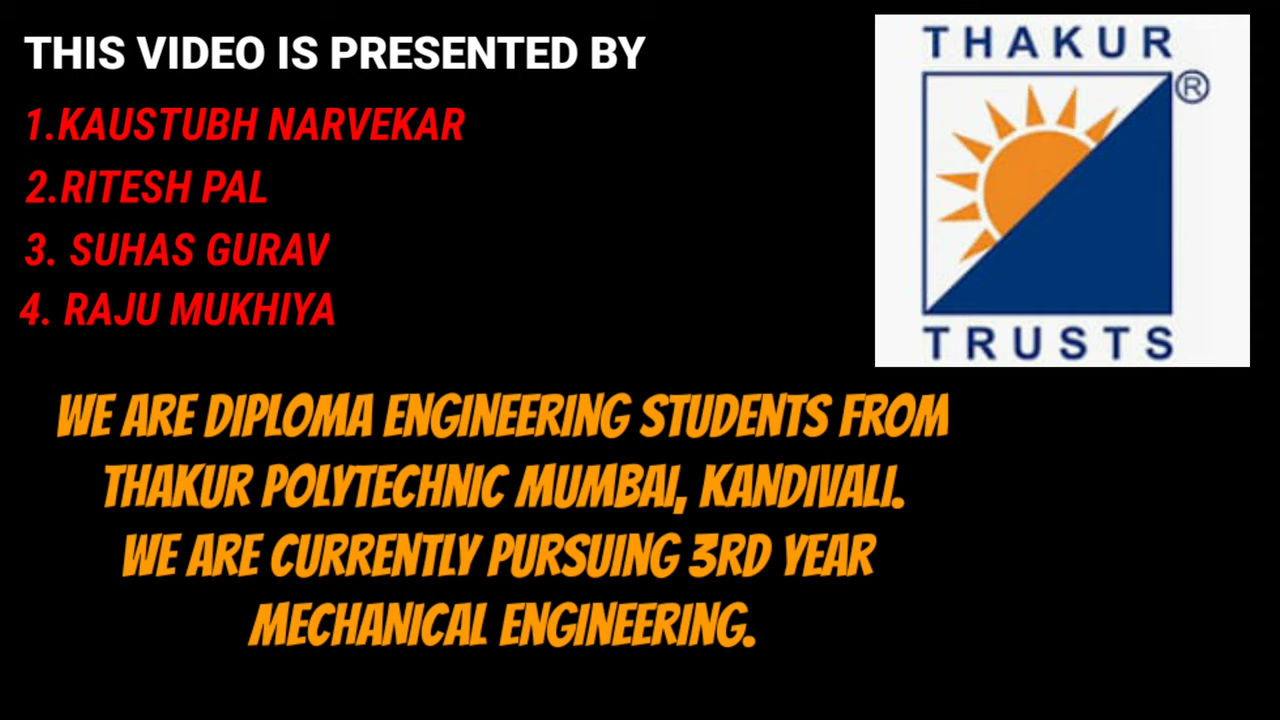 THIS VIDEO IS PRESENTED BY
1.KAUSTUBH NARVEKAR
2.RITESH PAL
3. SUHAS GURAV
4. RAJU MUKHIYA
THAKUR
®
TRUSTS
WE ARE DIPLOMA ENGINEERING STUDENTS FROM
THAKUR POLYTECHNIC MUMBAI, KANDIVALI.
WE ARE CURRENTLY PURSUING 3RD YEAR
MECHANICAL ENGINEERING.